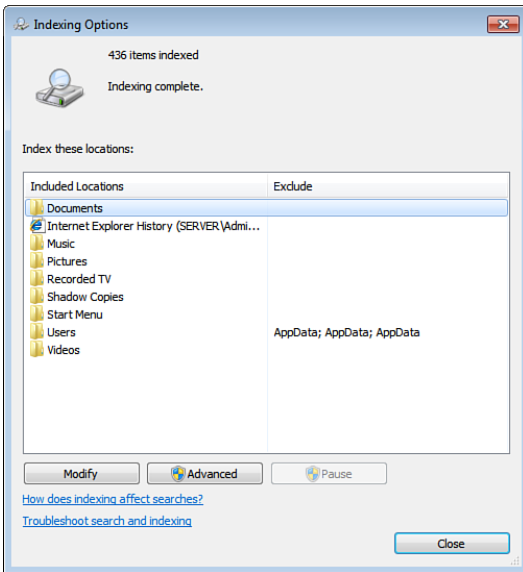 Indexing Options
436 items indexed
Indexing complete.
Index these locations:
Included Locations Exclude
Documents
Internet Explorer History (SERVER\Admi...
Music
Pictures
Recorded TV
Shadow Copies
Start Menu
Users AppData; AppData; AppData
Videos
Modify Advanced Pause
How does indexing affect searches?
Troubleshoot search and indexing
Close